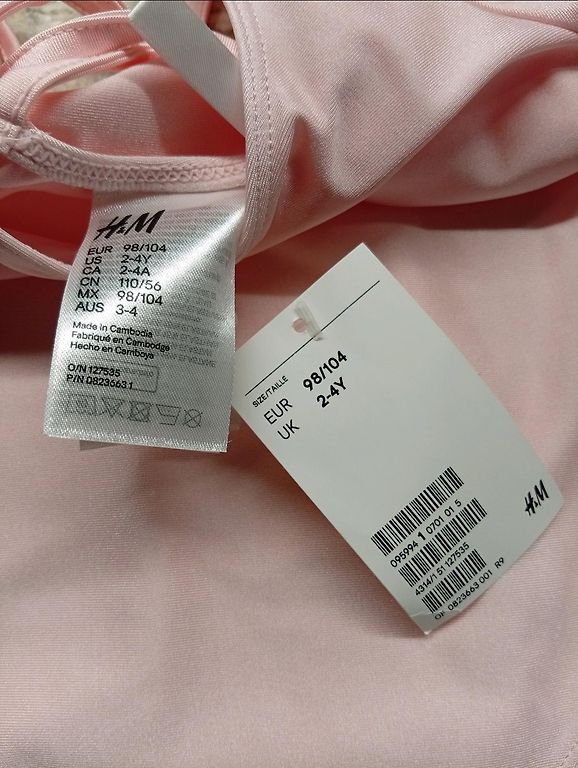 H&M
EUR 98/104
US 2-4Y
CA 2-4A
CN 110/56
MX 98/104
AUS 3-4
Made in Cambodia
Fabriqué en Cambodge
Hecho en Camboya
O/N 127535
P/N 0823663 1
SIZE/TAILLE
EUR 98/104
UK 2-4Y
095994 1 0701 01 5
4314/1 51 127535
OF 0823663 001 R9
H&M